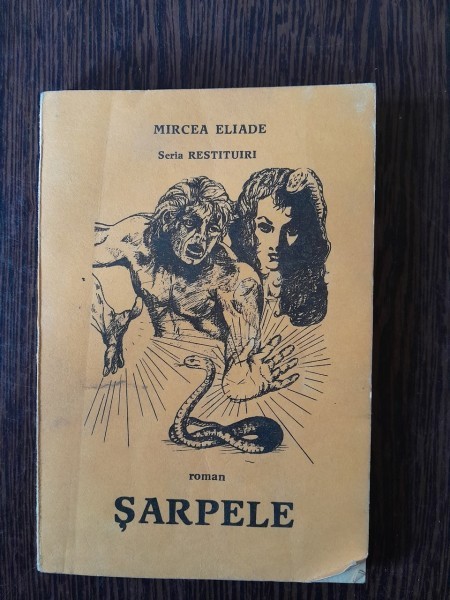 MIRCEA ELIADE
Seria RESTITUIRI
roman
ŞARPELE